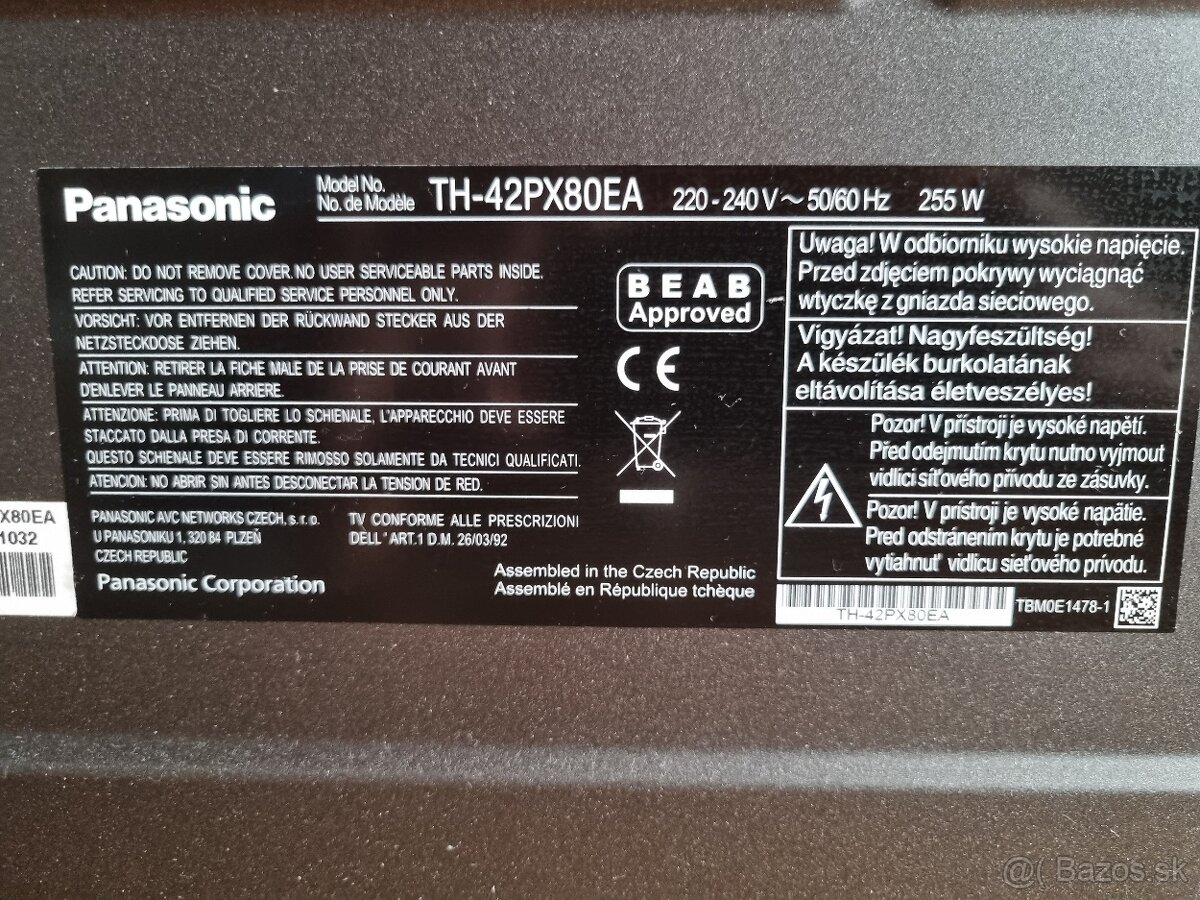 Panasonic
Model No.
No. de Modèle
TH-42PX80EA 220 - 240 V ~ 50/60 Hz 255 W
CAUTION: DO NOT REMOVE COVER. NO USER SERVICEABLE PARTS INSIDE.
REFER SERVICING TO QUALIFIED SERVICE PERSONNEL ONLY.
VORSICHT: VOR ENTFERNEN DER RÜCKWAND STECKER AUS DER
NETZSTECKDOSE ZIEHEN.
ATTENTION: RETIRER LA FICHE MALE DE LA PRISE DE COURANT AVANT
D'ENLEVER LE PANNEAU ARRIERE.
ATTENZIONE: PRIMA DI TOGLIERE LO SCHIENALE, L'APPARECCHIO DEVE ESSERE
STACCATO DALLA PRESA DI CORRENTE.
QUESTO SCHIENALE DEVE ESSERE RIMOSSO SOLAMENTE DA TECNICI QUALIFICATI.
ATENCION: NO ABRIR SIN ANTES DESCONECTAR LA TENSION DE RED.
PANASONIC AVC NETWORKS CZECH, s.r.o.
U PANASONIKU 1, 320 84 PLZEŇ
CZECH REPUBLIC
TV CONFORME ALLE PRESCRIZIONI
DELL' ART.1 D.M. 26/03/92
Panasonic Corporation
Assembled in the Czech Republic
Assemblé en République tchèque
BEAB
Approved
CE
Uwaga! W odbiorniku wysokie napięcie.
Przed zdjęciem pokrywy wyciągnąć
wtyczkę z gniazda sieciowego.
Vigyázat! Nagyfeszültség!
A készülék burkolatának
eltávolítása életveszélyes!
Pozor! V přístroji je vysoké napětí.
Před odejmutím krytu nutno vyjmout
vidlici síťového přívodu ze zásuvky.
Pozor! V prístroji je vysoké napätie.
Pred odstránením krytu je potrebné
vytiahnuť vidlicu sieťového prívodu.
TH-42PX80EA
TBM0E1478-1
PX80EA
1032
@( Bazos.sk